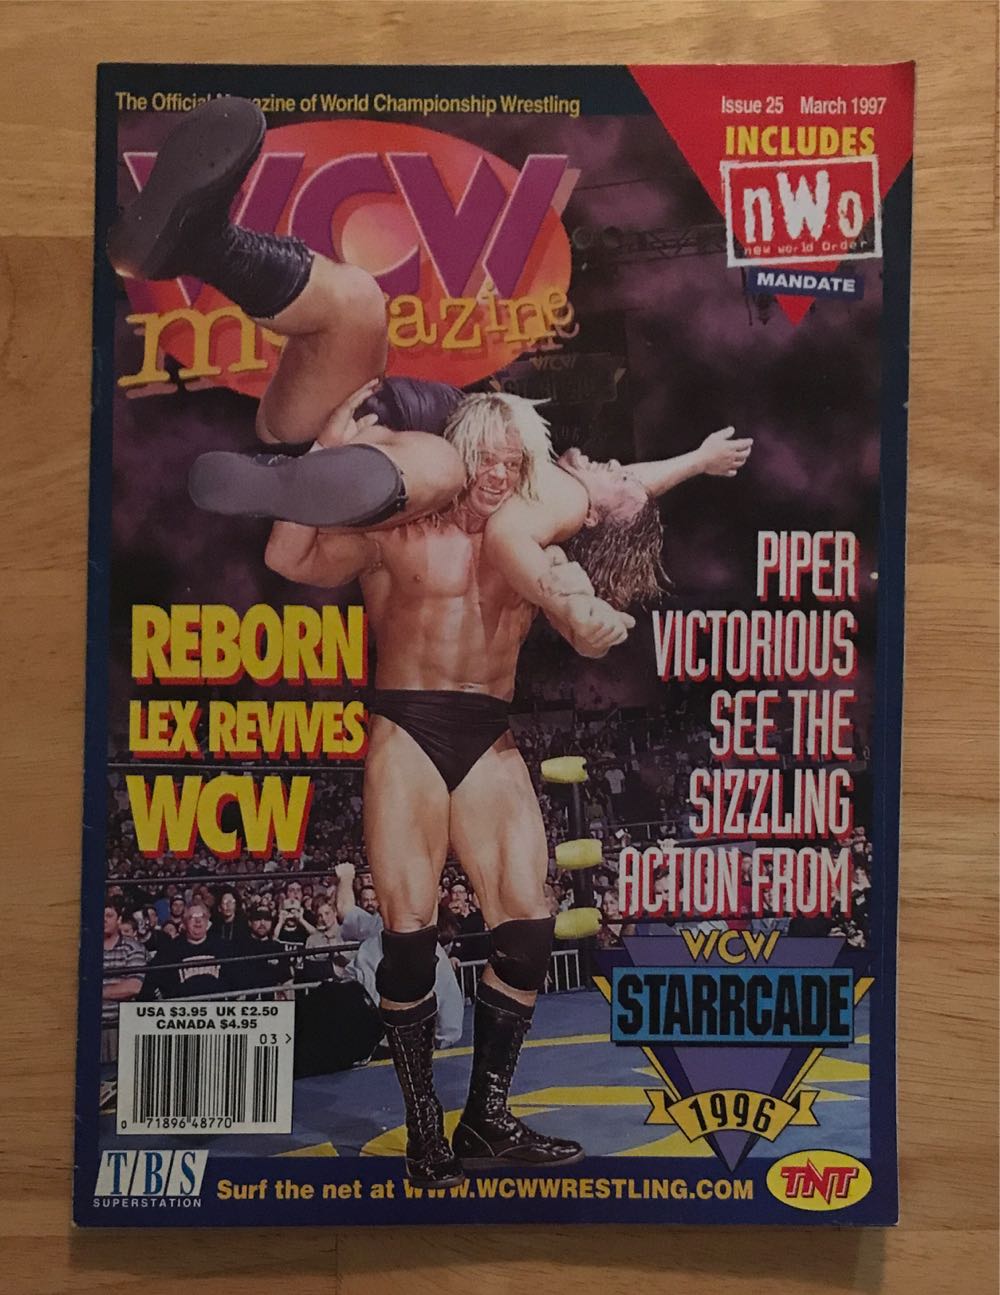 The Official Magazine of World Championship Wrestling
Issue 25 March 1997
INCLUDES
nWo
new world Order
MANDATE
WCW
magazine
REBORN
LEX REVIVES
WCW
PIPER
VICTORIOUS
SEE THE
SIZZLING
ACTION FROM
WCW
STARRCADE
1996
USA $3.95 UK £2.50
CANADA $4.95
03 >
0 71896 48770
TBS
SUPERSTATION
Surf the net at WWW.WCWWRESTLING.COM
TNT